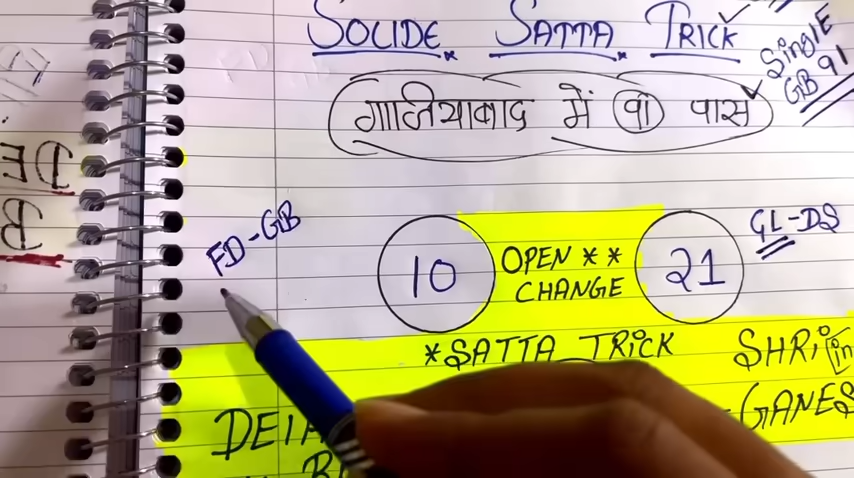 SOLIDE SATTA TRICK
SINGLE
GB 91
गाजियाबाद में 91 पास
FD-GB
10
OPEN **
CHANGE
21
GL-DS
*SATTA TRICK
SHRi
GANES